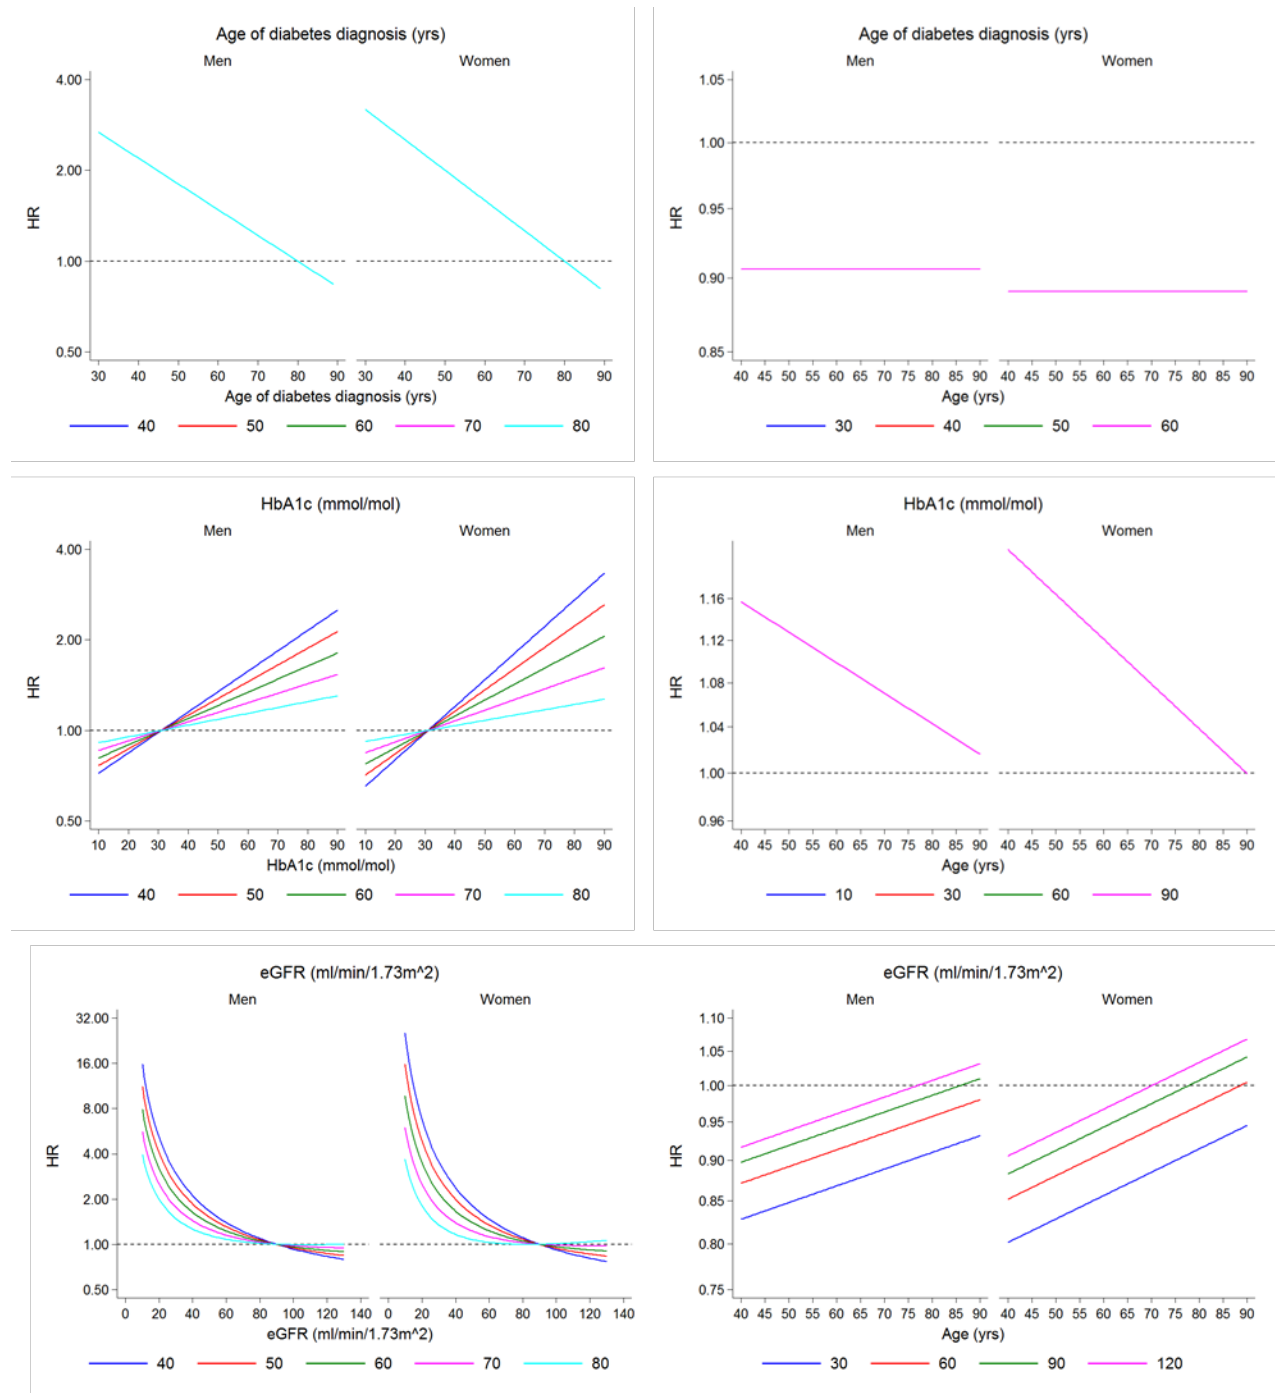 Age of diabetes diagnosis (yrs)
Men Women
4.00
2.00
1.00
0.50
HR
30 40 50 60 70 80 90 30 40 50 60 70 80 90
Age of diabetes diagnosis (yrs)
40 50 60 70 80
Age of diabetes diagnosis (yrs)
Men Women
1.05
1.00
0.95
0.90
0.85
HR
40 45 50 55 60 65 70 75 80 85 90 40 45 50 55 60 65 70 75 80 85 90
Age (yrs)
30 40 50 60
HbA1c (mmol/mol)
Men Women
4.00
2.00
1.00
0.50
HR
10 20 30 40 50 60 70 80 90 10 20 30 40 50 60 70 80 90
HbA1c (mmol/mol)
40 50 60 70 80
HbA1c (mmol/mol)
Men Women
1.16
1.12
1.08
1.04
1.00
0.96
HR
40 45 50 55 60 65 70 75 80 85 90 40 45 50 55 60 65 70 75 80 85 90
Age (yrs)
10 30 60 90
eGFR (ml/min/1.73m^2)
Men Women
32.00
16.00
8.00
4.00
2.00
1.00
0.50
HR
0 20 40 60 80 100 120 140 0 20 40 60 80 100 120 140
eGFR (ml/min/1.73m^2)
40 50 60 70 80
eGFR (ml/min/1.73m^2)
Men Women
1.10
1.05
1.00
0.95
0.90
0.85
0.80
0.75
HR
40 45 50 55 60 65 70 75 80 85 90 40 45 50 55 60 65 70 75 80 85 90
Age (yrs)
30 60 90 120